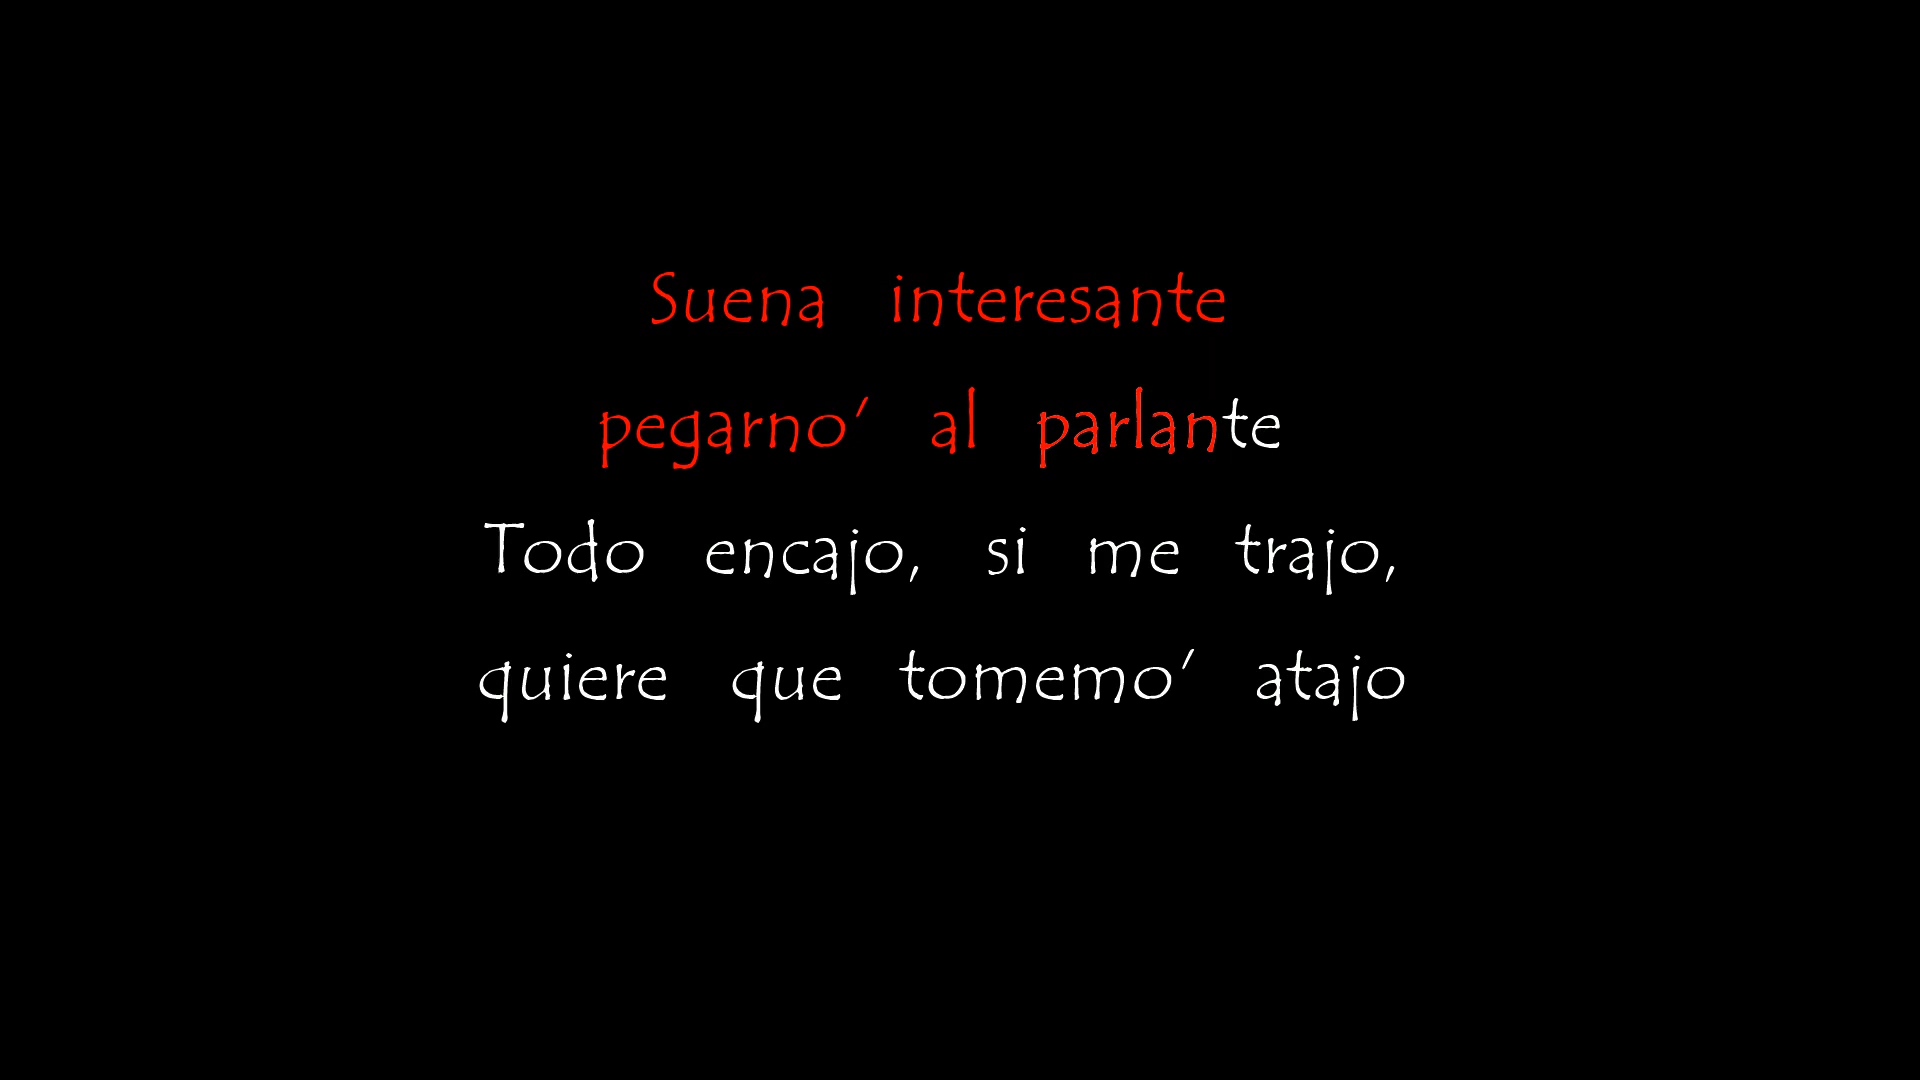 Suena interesante
pegarno' al parlante
Todo encajo, si me trajo,
quiere que tomemo' atajo